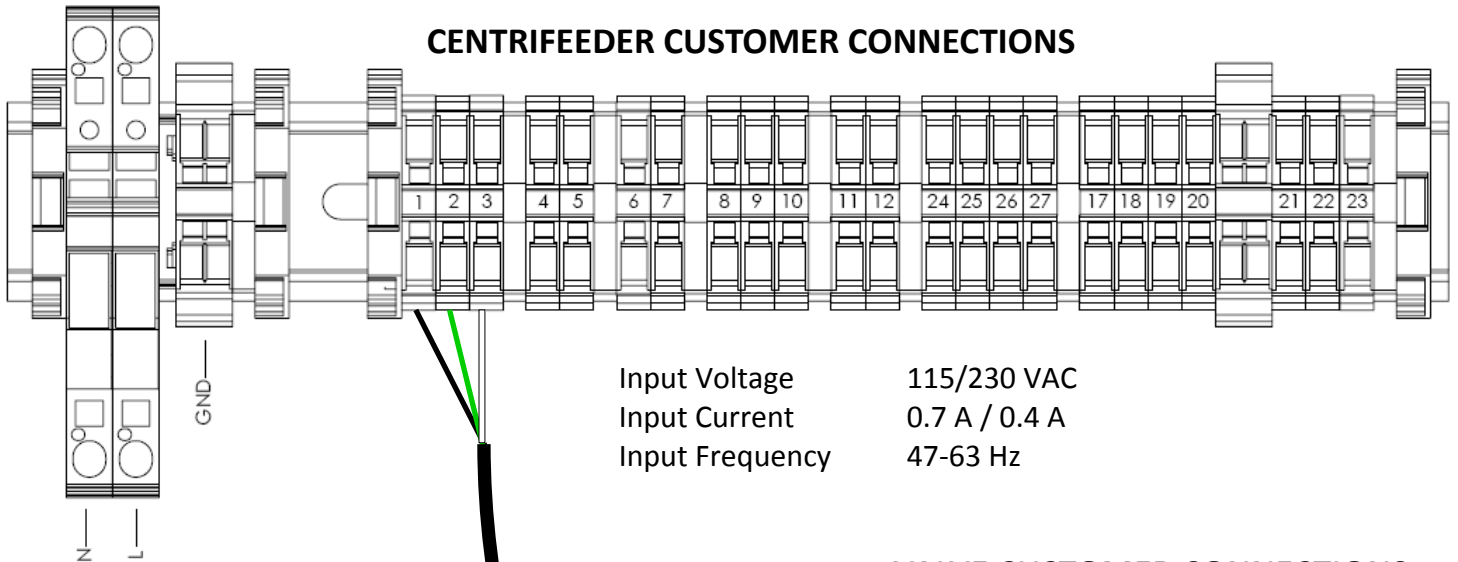 CENTRIFEEDER CUSTOMER CONNECTIONS
1 2 3 4 5 6 7 8 9 10 11 12 24 25 26 27 17 18 19 20 21 22 23
GND
N
L
Input Voltage 115/230 VAC
Input Current 0.7 A / 0.4 A
Input Frequency 47-63 Hz
CUSTOMER CONNECTIONS